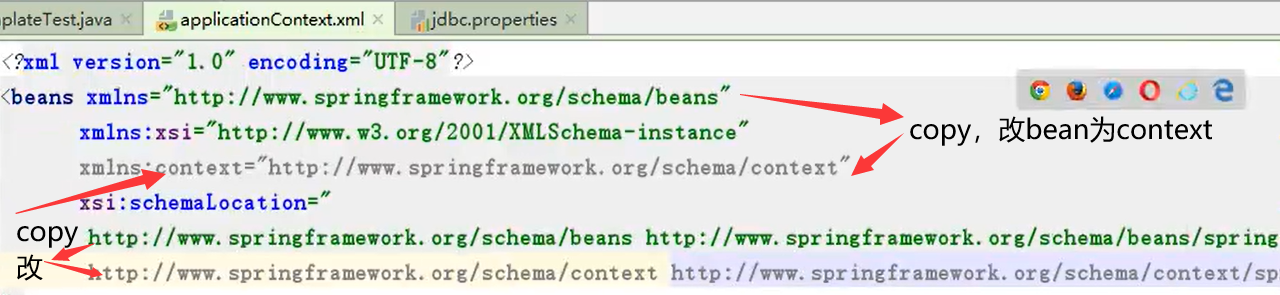 plateTest.java applicationContext.xml jdbc.properties
<?xml version="1.0" encoding="UTF-8"?>
<beans xmlns="http://www.springframework.org/schema/beans"
xmlns:xsi="http://www.w3.org/2001/XMLSchema-instance"
copy，改bean为context
xmlns:context="http://www.springframework.org/schema/context"
xsi:schemaLocation="
copy
http://www.springframework.org/schema/beans http://www.springframework.org/schema/beans/spring
改
http://www.springframework.org/schema/context http://www.springframework.org/schema/context/sp